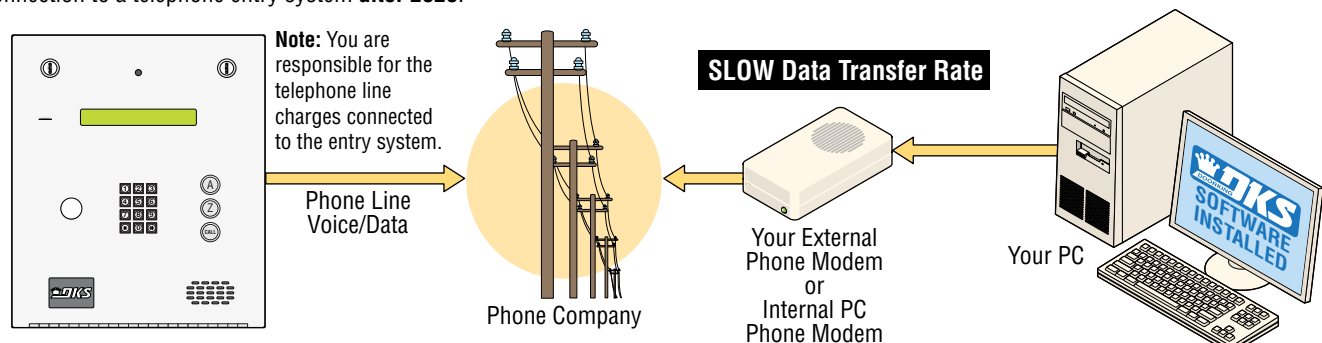 connection to a telephone entry system
Note: You are
responsible for the
telephone line
charges connected
to the entry system.
SLOW Data Transfer Rate
1 2 3
4 5 6
7 8 9
0
A
Z
CALL
DKS
Phone Line
Voice/Data
Phone Company
Your External
Phone Modem
or
Internal PC
Phone Modem
Your PC
DOORKING
DKS
SOFTWARE
INSTALLED